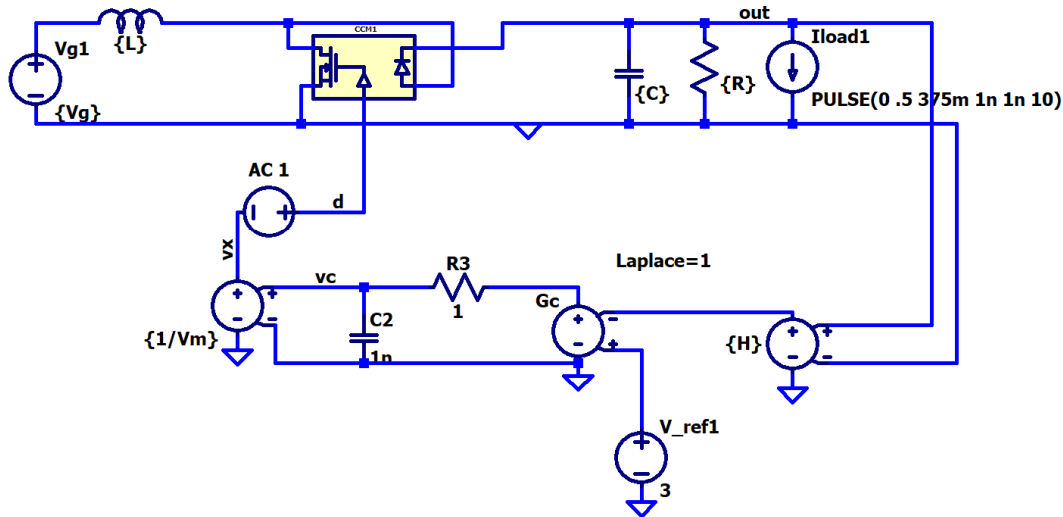 out
CCM1
Vg1
{L}
Iload1
{C}
{R}
{Vg}
PULSE(0 .5 375m 1n 1n 10)
AC 1
d
vx
R3
Laplace=1
vc
Gc
C2
1
{1/Vm}
{H}
1n
V_ref1
3